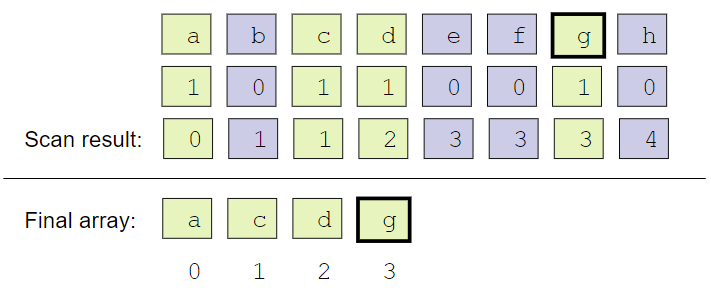 a b c d e f g h
1 0 1 1 0 0 1 0
Scan result: 0 1 1 2 3 3 3 4
Final array: a c d g
0 1 2 3